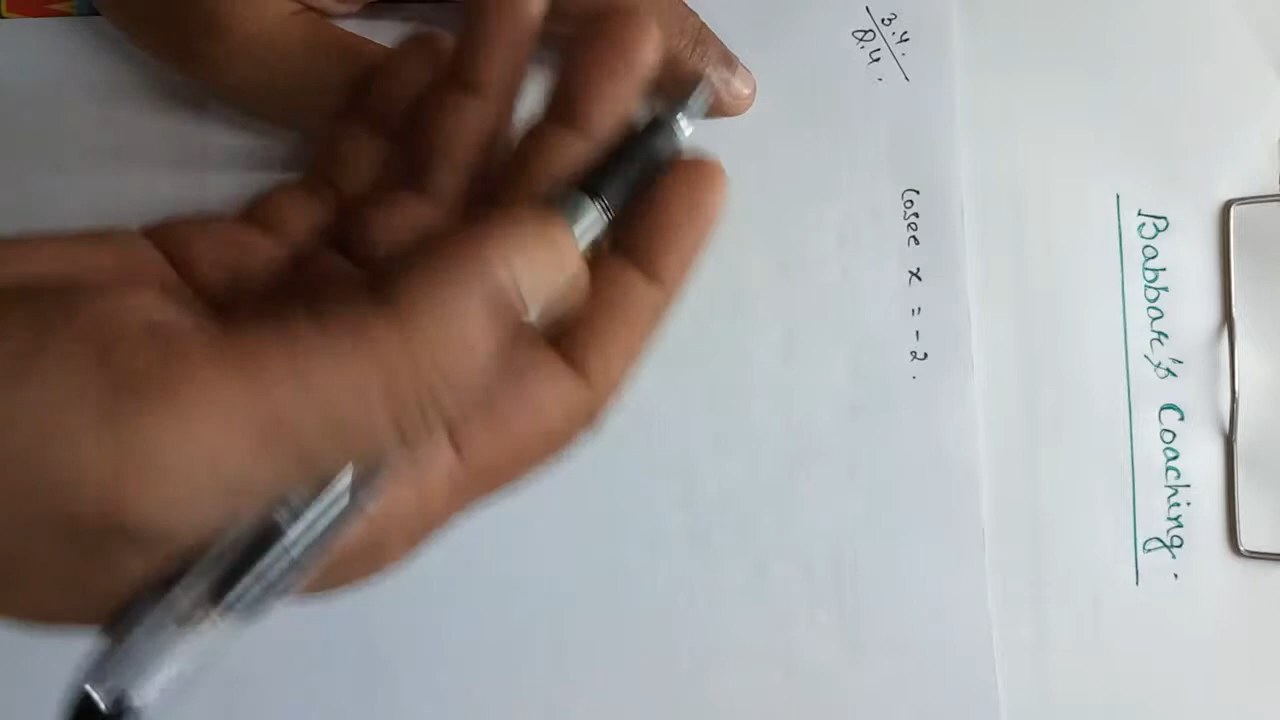 Babbar's Coaching.
3.4.
Q.4.
Cosec x = - 2.